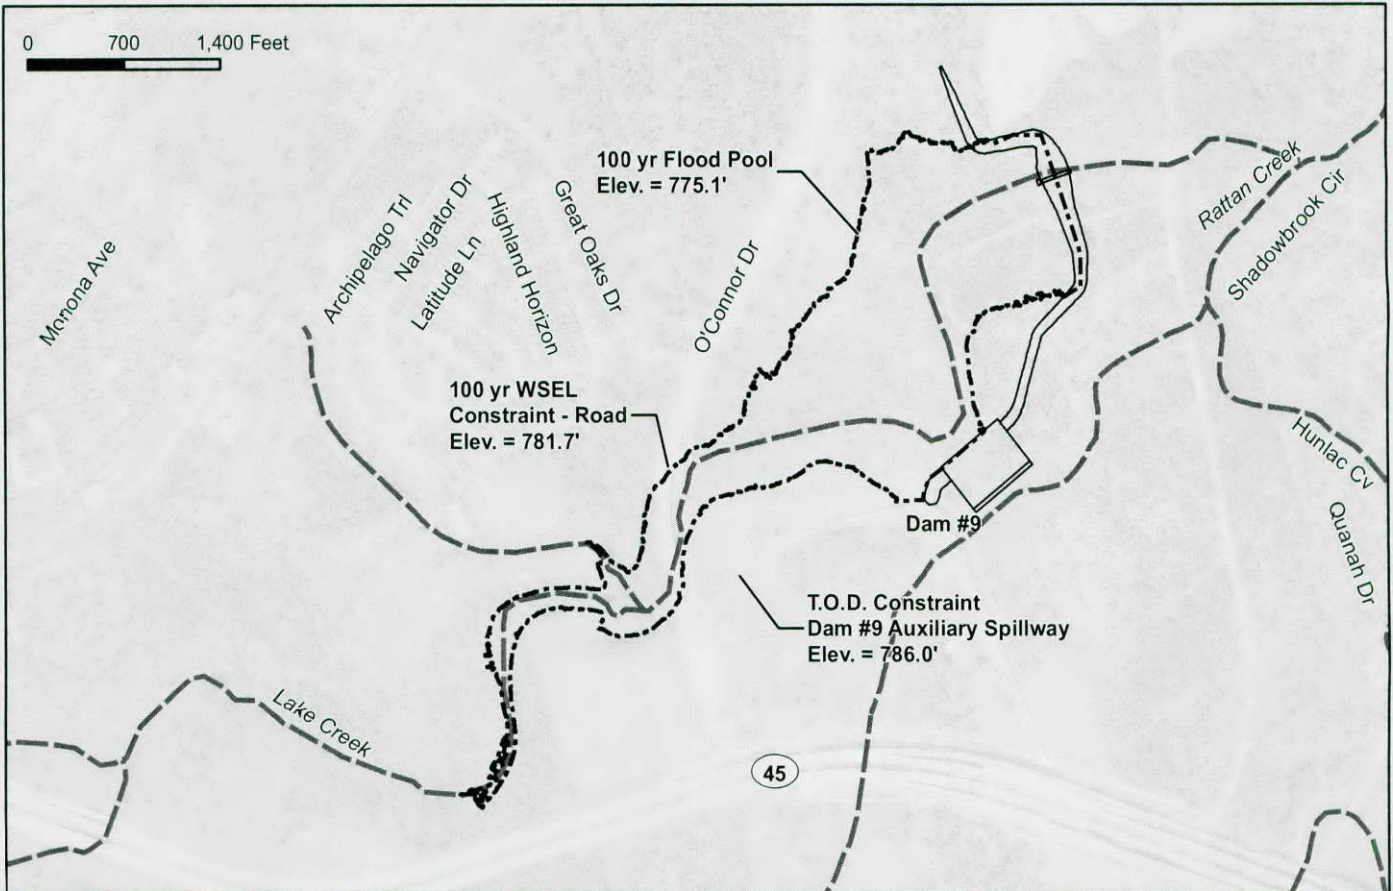 0 700 1,400 Feet
100 yr Flood Pool
Elev. = 775.1'
Rattan Creek
Shadowbrook Cir
Monona Ave
Archipelago Trl
Navigator Dr
Latitude Ln
Highland Horizon
Great Oaks Dr
O'Connor Dr
100 yr WSEL
Constraint - Road
Elev. = 781.7'
Hunlac Cv
Quanah Dr
Dam #9
T.O.D. Constraint
Dam #9 Auxiliary Spillway
Elev. = 786.0'
Lake Creek
45